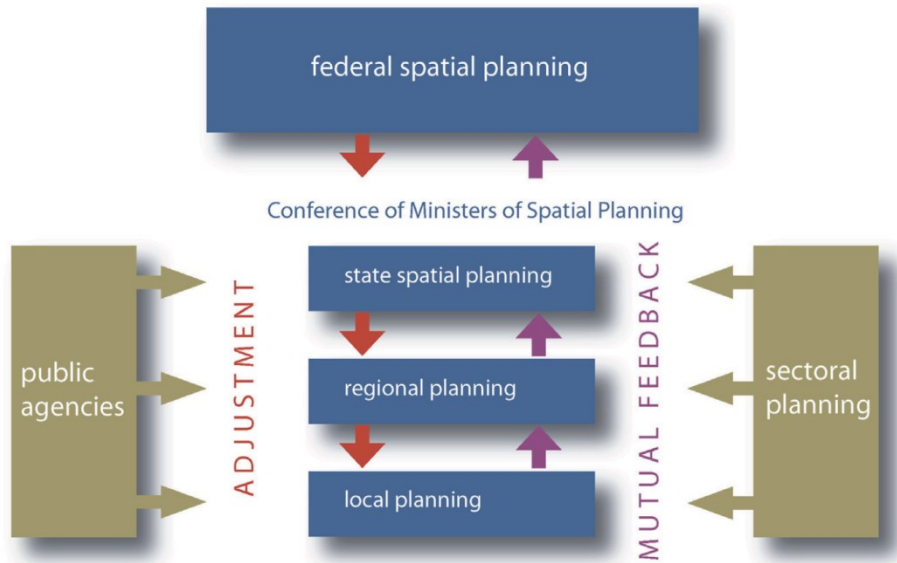 federal spatial planning
Conference of Ministers of Spatial Planning
public
agencies
ADJUSTMENT
state spatial planning
regional planning
local planning
MUTUAL FEEDBACK
sectoral
planning